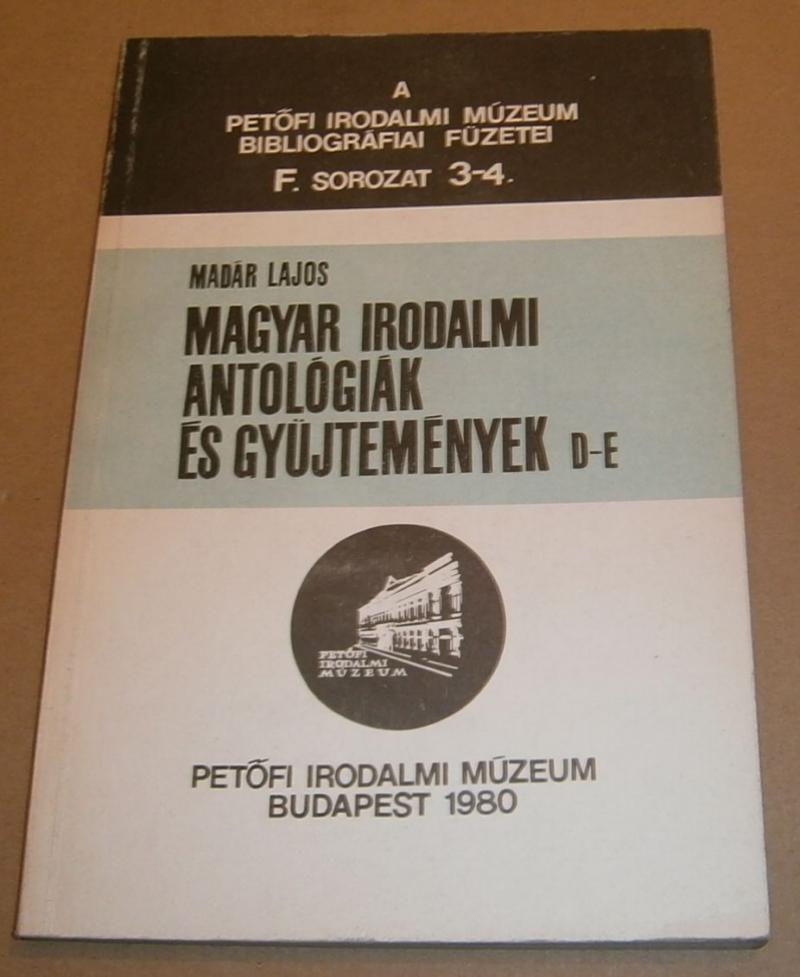 A
PETŐFI IRODALMI MÚZEUM
BIBLIOGRÁFIAI FÜZETEI
F. SOROZAT 3-4.
MADÁR LAJOS
MAGYAR IRODALMI
ANTOLÓGIÁK
ÉS GYŰJTEMÉNYEK D-E
PETŐFI
IRODALMI
MÚZEUM
PETŐFI IRODALMI MÚZEUM
BUDAPEST 1980